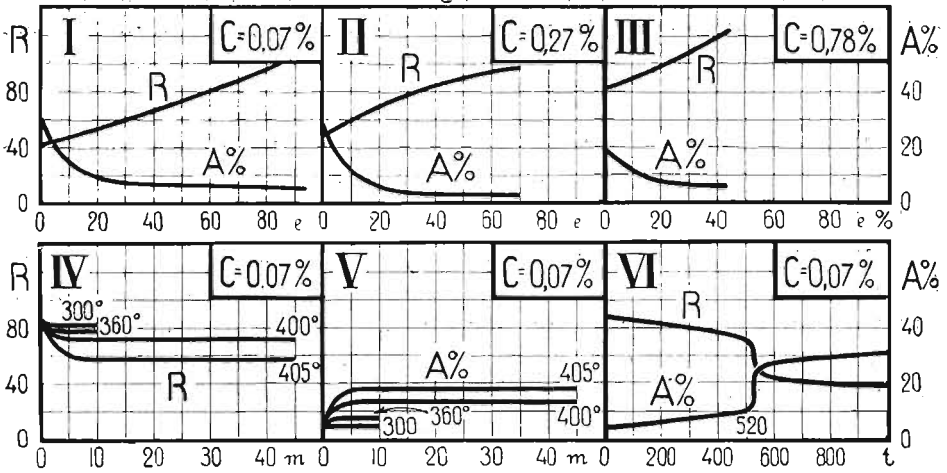 R I C=0.07% II C=0,27% III C=0,78% A%
R R R
80 40
A% A% A%
40 20
0 0
0 20 40 60 80 e 0 20 40 60 e 0 20 40 60 e %
R IV C=0.07% V C=0,07% VI C=0,07% A%
300° 360° 400° R
80 40
405° A% 405°
40 R 360° 400° A% 20
300 520
0 0
0 10 20 30 40 m 0 10 20 30 40 m 0 200 400 600 800 t